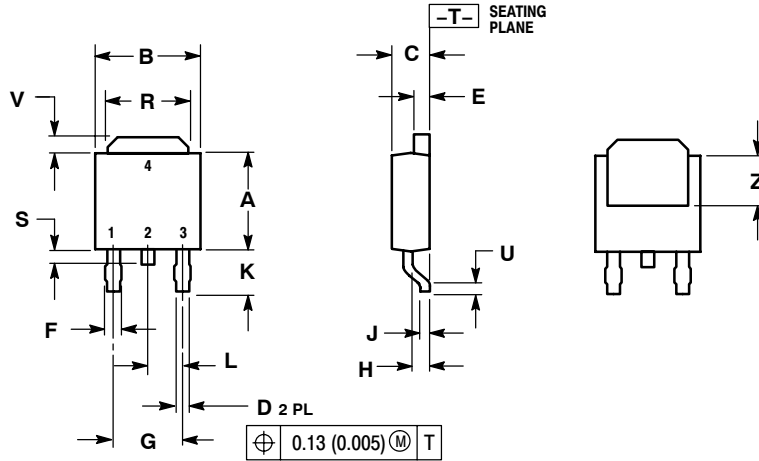 –T– SEATING
PLANE
B
C
V
R
E
4
A
Z
S
1 2 3
K
U
F
J
L
H
D 2 PL
G
⌖ 0.13 (0.005) Ⓜ T